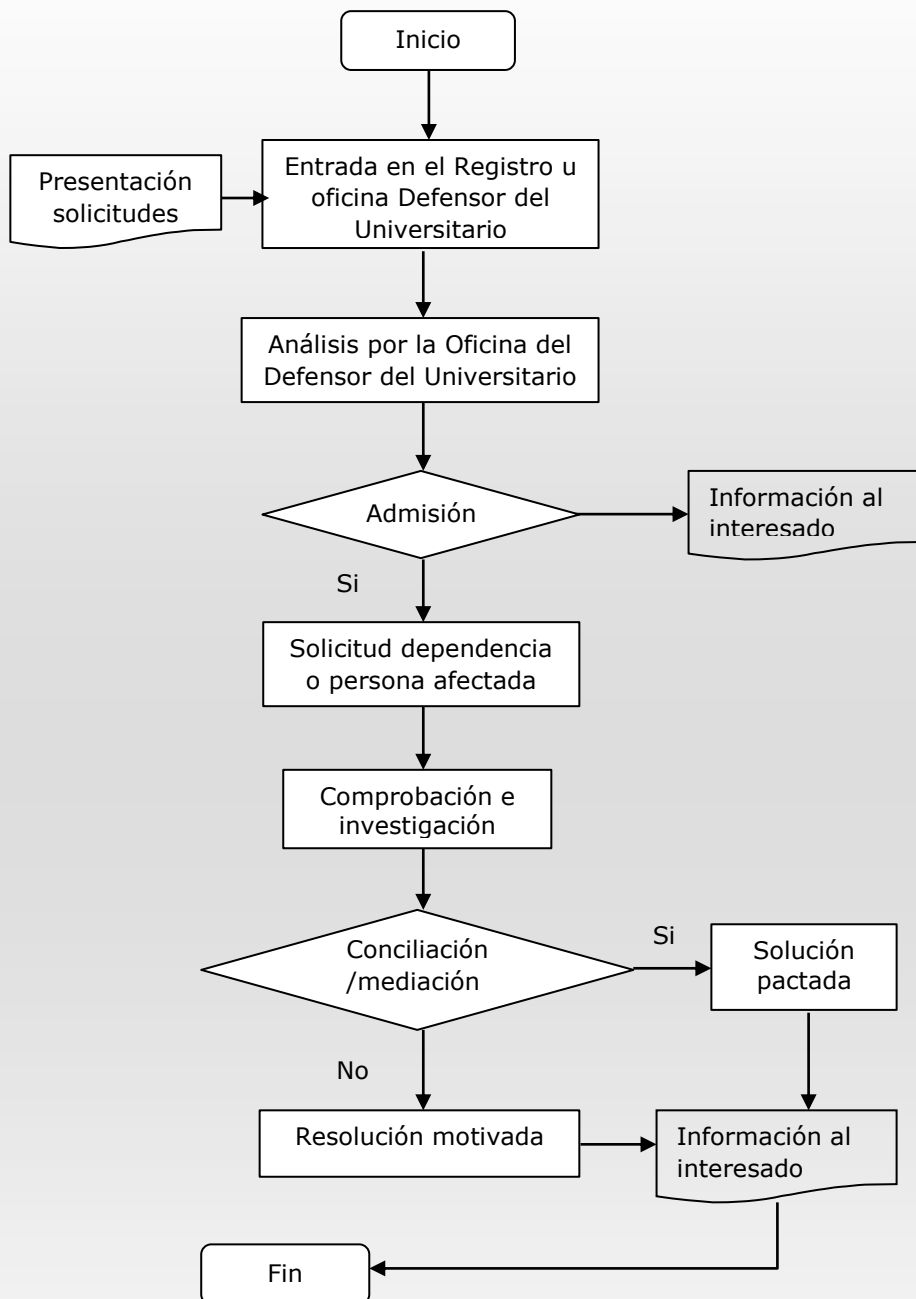 Inicio
Presentación
solicitudes
Entrada en el Registro u
oficina Defensor del
Universitario
Análisis por la Oficina del
Defensor del Universitario
Admisión
Información al
interesado
Si
Solicitud dependencia
o persona afectada
Comprobación e
investigación
Conciliación
/mediación
Si
Solución
pactada
No
Resolución motivada
Información al
interesado
Fin